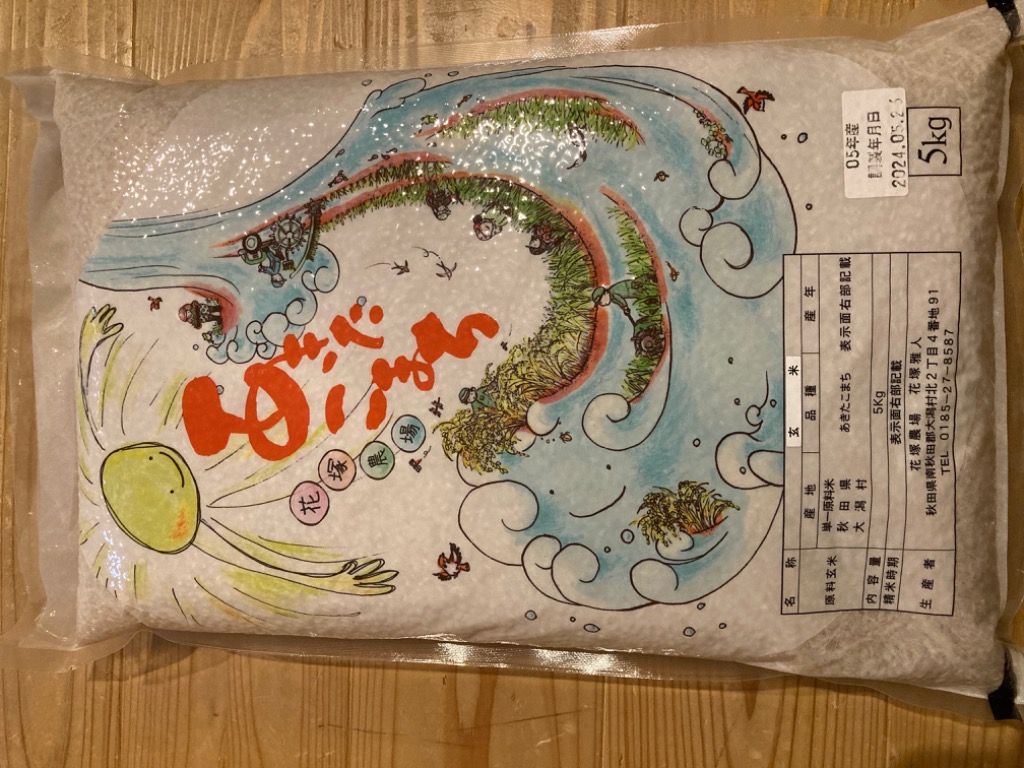 あきた
こまち
花塚農場
05年産
調製年月日
2024.05.23
5kg
名称 玄米
産地 品種 産年
原料玄米
単一原料米
秋田県 あきたこまち 表示面右部記載
大潟村
内容量 5Kg
精米時期 表示面右部記載
生産者
花塚農場 花塚雅人
秋田県南秋田郡大潟村北2丁目4番地91
TEL 0185-27-8587